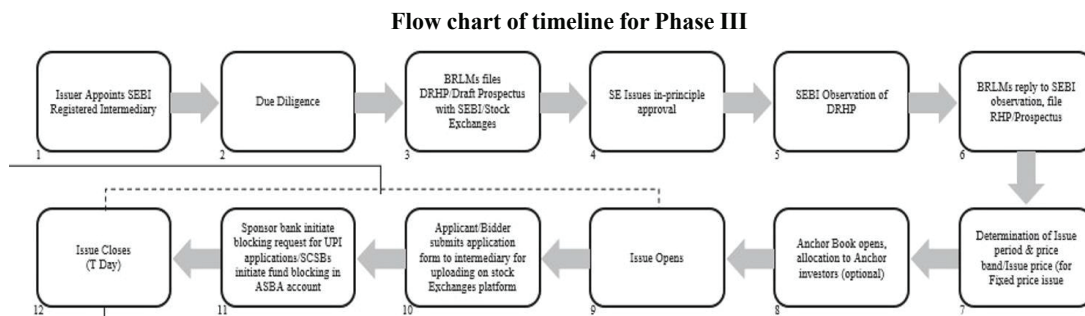 Flow chart of timeline for Phase III
Issuer Appoints SEBI
Registered Intermediary
1
Due Diligence
2
BRLMs files
DRHP/Draft Prospectus
with SEBI/Stock
Exchanges
3
SE Issues in-principle
approval
4
SEBI Observation of
DRHP
5
BRLMs reply to SEBI
observation, file
RHP/Prospectus
6
Determination of Issue
period & price
band/Issue price (for
Fixed price issue
7
Anchor Book opens,
allocation to Anchor
investors (optional)
8
Issue Opens
9
Applicant/Bidder
submits application
form to intermediary for
uploading on stock
Exchanges platform
10
Sponsor bank initiate
blocking request for UPI
applications/SCSBs
initiate fund blocking in
ASBA account
11
Issue Closes
(T Day)
12